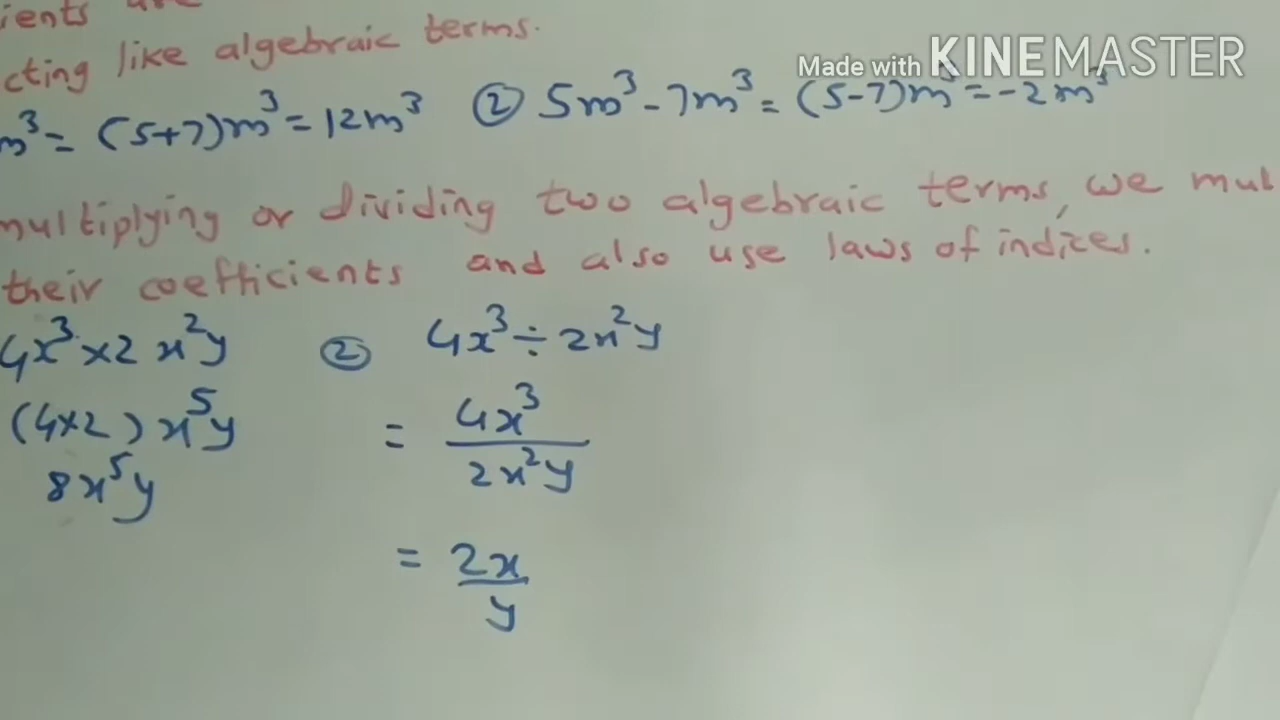 ients are
cting like algebraic terms.
Made with KINEMASTER
m³ = (5+7)m³ = 12m³ ② 5m³ - 7m³ = (5-7)m³ = -2m³
multiplying or dividing two algebraic terms, we mul
their coefficients and also use laws of indices.
4x³ × 2x²y ② 4x³ ÷ 2x²y
(4×2)x⁵y = 4x³/2x²y
8x⁵y
= 2x/y